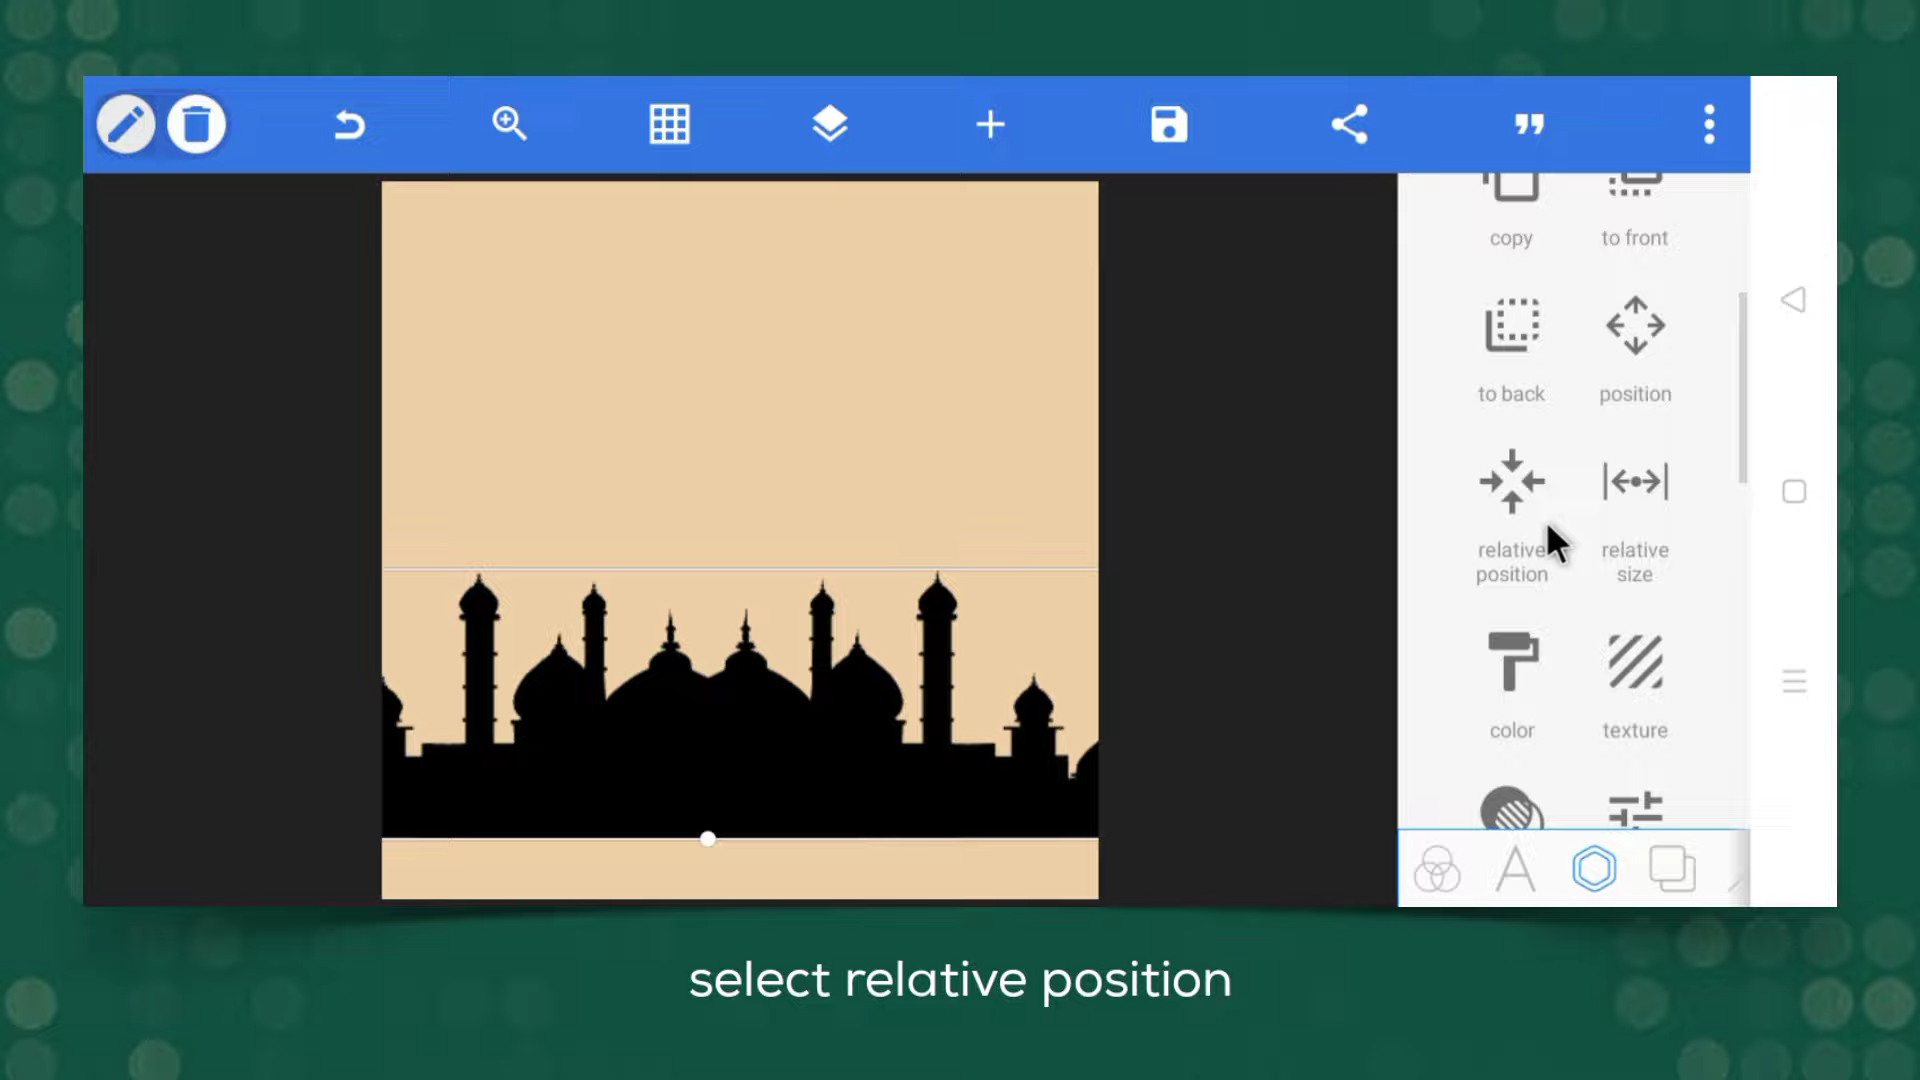 copy
to front
to back
position
relative
position
relative
size
color
texture
select relative position